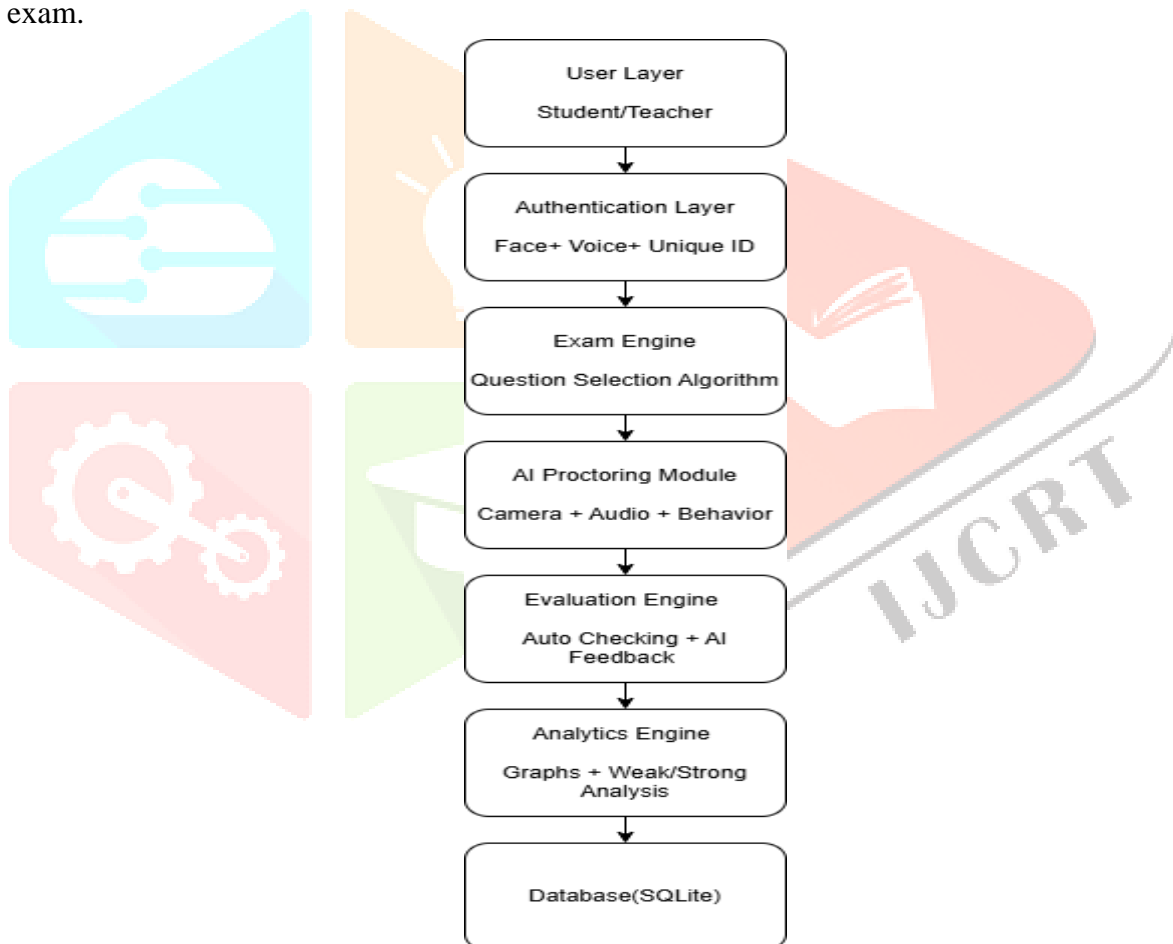 exam.
User Layer
Student/Teacher
Authentication Layer
Face+ Voice+ Unique ID
Exam Engine
Question Selection Algorithm
AI Proctoring Module
Camera + Audio + Behavior
Evaluation Engine
Auto Checking + AI
Feedback
Analytics Engine
Graphs + Weak/Strong
Analysis
Database(SQLite)
IJCRT